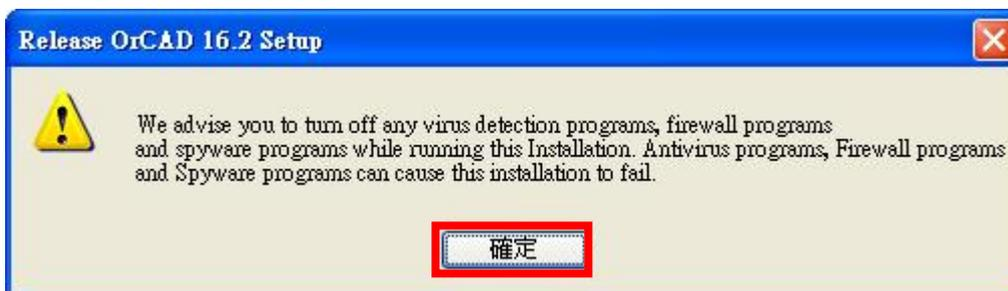 Release OrCAD 16.2 Setup
We advise you to turn off any virus detection programs, firewall programs
and spyware programs while running this Installation. Antivirus programs, Firewall programs
and Spyware programs can cause this installation to fail.
確定